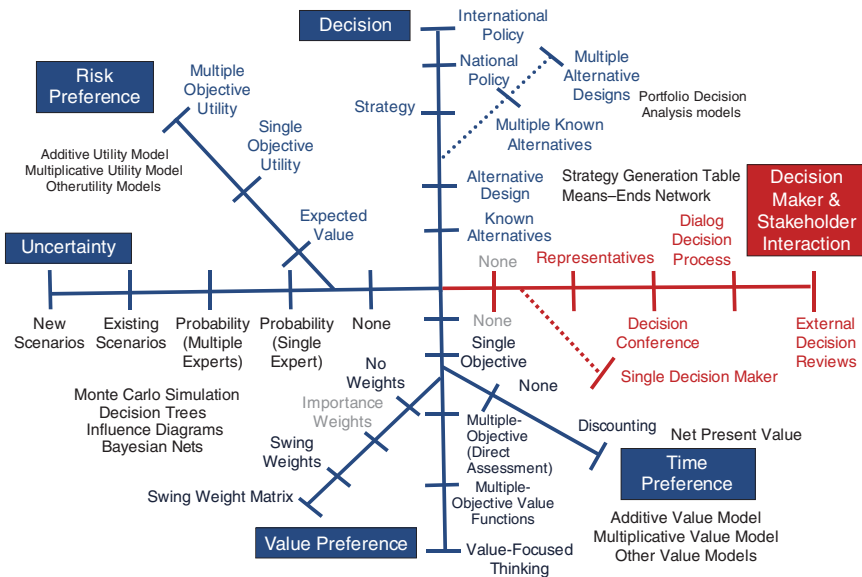 Decision
International
Policy
National
Policy
Multiple
Alternative
Designs
Portfolio Decision
Analysis models
Strategy
Multiple Known
Alternatives
Risk
Preference
Multiple
Objective
Utility
Single
Objective
Utility
Additive Utility Model
Multiplicative Utility Model
Otherutility Models
Expected
Value
Alternative
Design
Strategy Generation Table
Means–Ends Network
Known
Alternatives
Decision
Maker &
Stakeholder
Interaction
Uncertainty
None
Representatives
Dialog
Decision
Process
New
Scenarios
Existing
Scenarios
Probability
(Multiple
Experts)
Probability
(Single
Expert)
None
None
Single
Objective
Decision
Conference
External
Decision
Reviews
Single Decision Maker
Monte Carlo Simulation
Decision Trees
Influence Diagrams
Bayesian Nets
No
Weights
Importance
Weights
Swing
Weights
Swing Weight Matrix
None
Discounting
Net Present Value
Multiple-
Objective
(Direct
Assessment)
Multiple-
Objective Value
Functions
Value-Focused
Thinking
Value Preference
Time
Preference
Additive Value Model
Multiplicative Value Model
Other Value Models